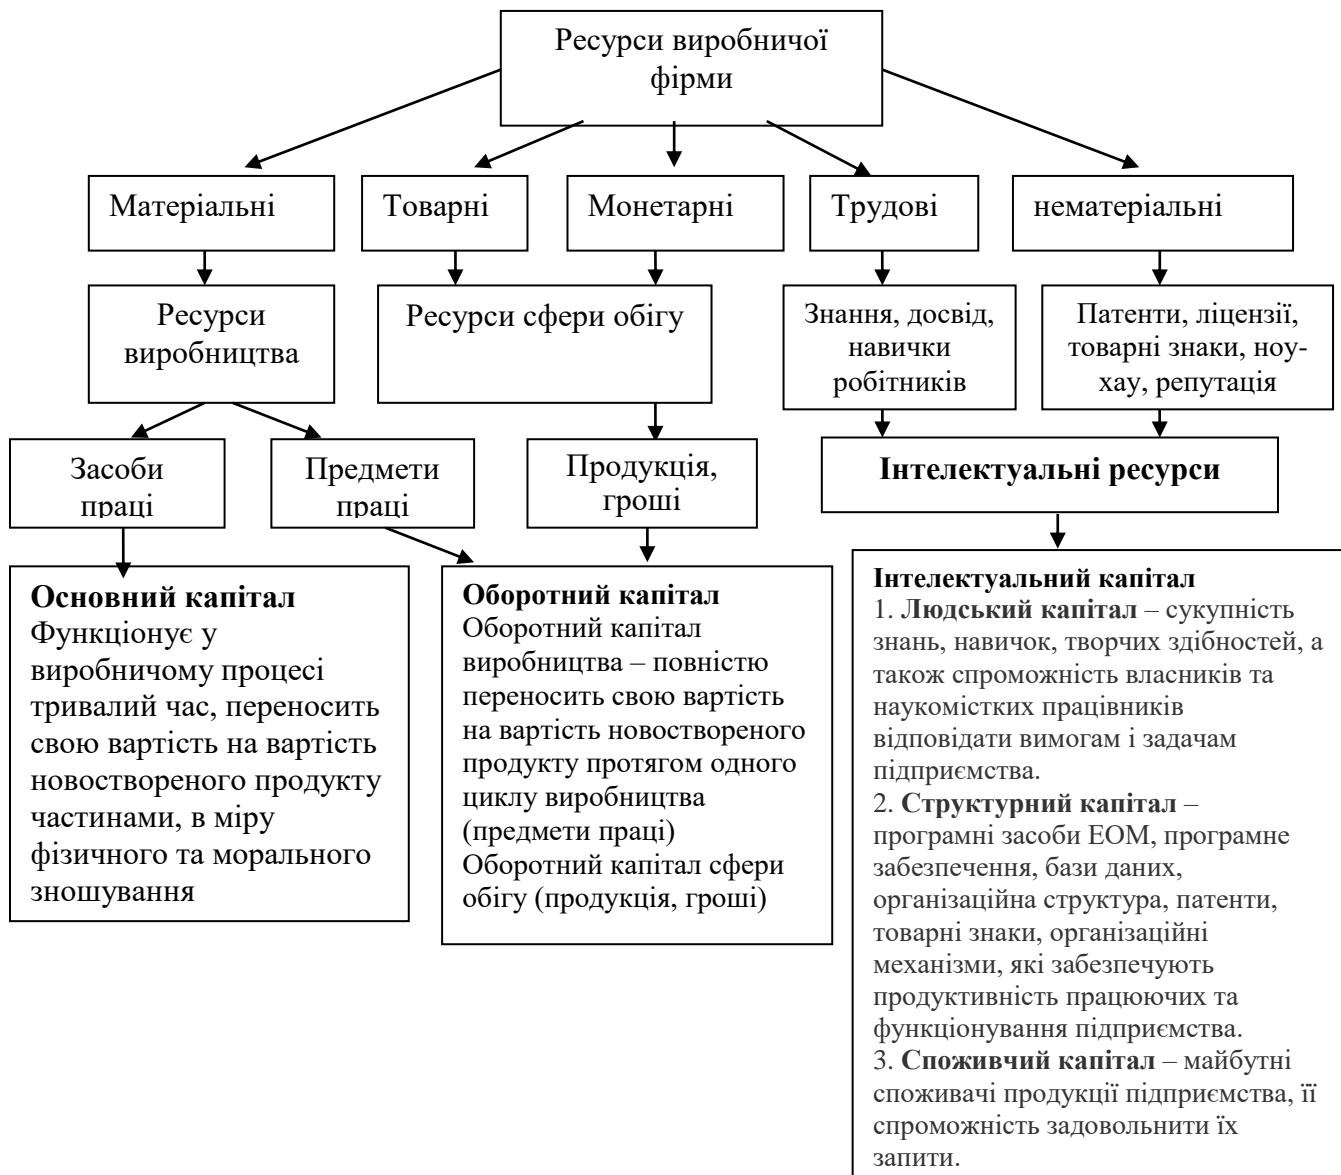 Ресурси виробничої
фірми
Матеріальні
Товарні
Монетарні
Трудові
нематеріальні
Ресурси
виробництва
Ресурси сфери обігу
Знання, досвід,
навички
робітників
Патенти, ліцензії,
товарні знаки, ноу-
хау, репутація
Засоби
праці
Предмети
праці
Продукція,
гроші
Інтелектуальні ресурси
Основний капітал
Функціонує у
виробничому процесі
тривалий час, переносить
свою вартість на вартість
новоствореного продукту
частинами, в міру
фізичного та морального
зношування
Оборотний капітал
Оборотний капітал
виробництва – повністю
переносить свою вартість
на вартість новоствореного
продукту протягом одного
циклу виробництва
(предмети праці)
Оборотний капітал сфери
обігу (продукція, гроші)
Інтелектуальний капітал
1. Людський капітал – сукупність
знань, навичок, творчих здібностей, а
також спроможність власників та
наукомістких працівників
відповідати вимогам і задачам
підприємства.
2. Структурний капітал –
програмні засоби ЕОМ, програмне
забезпечення, бази даних,
організаційна структура, патенти,
товарні знаки, організаційні
механізми, які забезпечують
продуктивність працюючих та
функціонування підприємства.
3. Споживчий капітал – майбутні
споживачі продукції підприємства, її
спроможність задовольнити їх
запити.